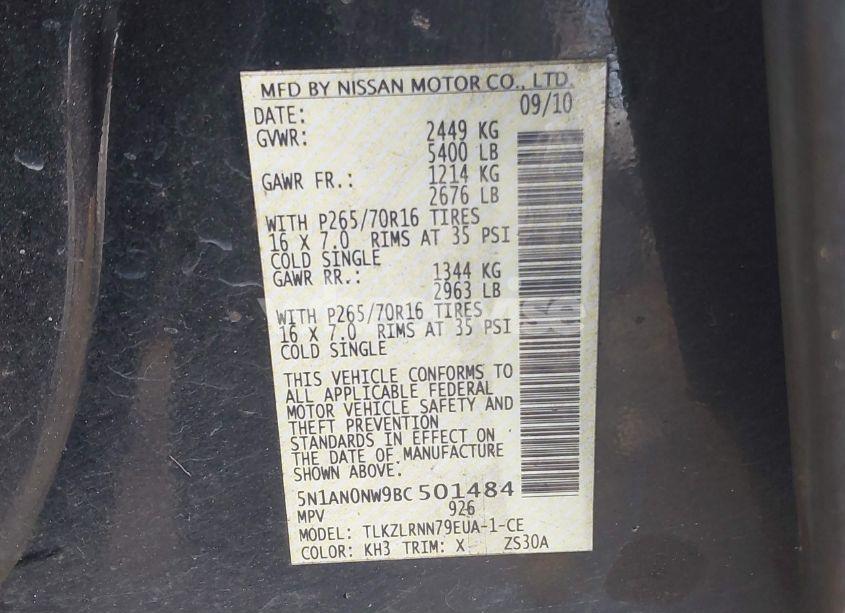 MFD BY NISSAN MOTOR CO., LTD.
DATE: 09/10
GVWR: 2449 KG
5400 LB
GAWR FR.: 1214 KG
2676 LB
WITH P265/70R16 TIRES
16 X 7.0 RIMS AT 35 PSI
COLD SINGLE
GAWR RR.: 1344 KG
2963 LB
WITH P265/70R16 TIRES
16 X 7.0 RIMS AT 35 PSI
COLD SINGLE
THIS VEHICLE CONFORMS TO
ALL APPLICABLE FEDERAL
MOTOR VEHICLE SAFETY AND
THEFT PREVENTION
STANDARDS IN EFFECT ON
THE DATE OF MANUFACTURE
SHOWN ABOVE.
5N1AN0NW9BC 501484
MPV 926
MODEL: TLKZLRNN79EUA-1-CE
COLOR: KH3 TRIM: X ZS30A